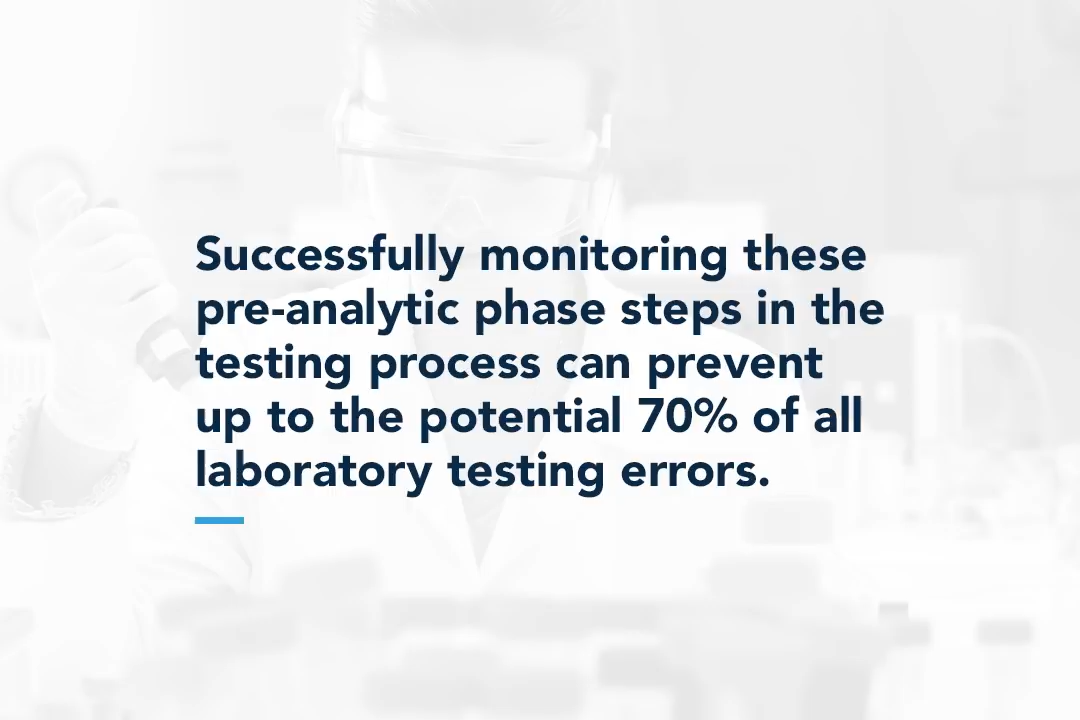 Successfully monitoring these
pre-analytic phase steps in the
testing process can prevent
up to the potential 70% of all
laboratory testing errors.